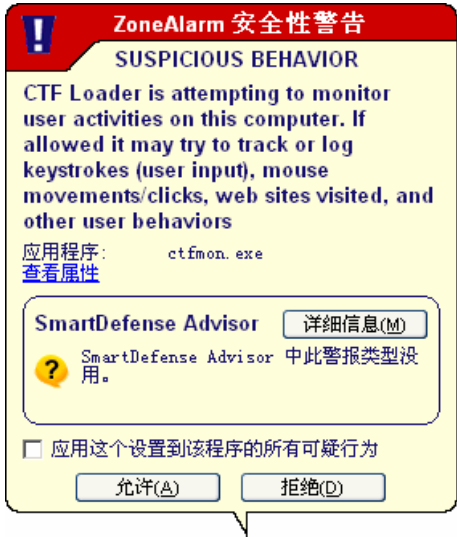 ZoneAlarm 安全性警告
SUSPICIOUS BEHAVIOR
CTF Loader is attempting to monitor
user activities on this computer. If
allowed it may try to track or log
keystrokes (user input), mouse
movements/clicks, web sites visited, and
other user behaviors
应用程序: ctfmon.exe
查看属性
SmartDefense Advisor 详细信息(M)
SmartDefense Advisor 中此警报类型没
用。
应用这个设置到该程序的所有可疑行为
允许(A) 拒绝(D)